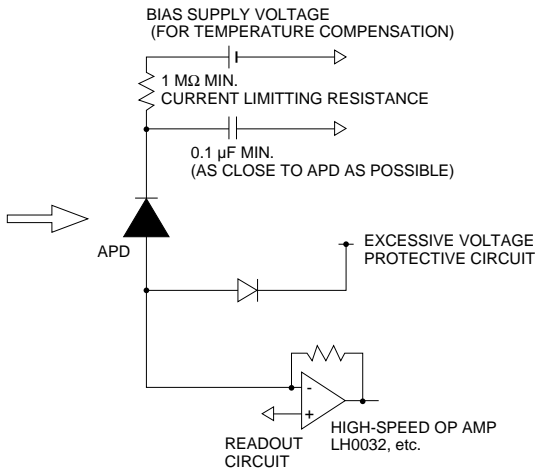 BIAS SUPPLY VOLTAGE
(FOR TEMPERATURE COMPENSATION)
1 MΩ MIN.
CURRENT LIMITTING RESISTANCE
0.1 µF MIN.
(AS CLOSE TO APD AS POSSIBLE)
APD
EXCESSIVE VOLTAGE
PROTECTIVE CIRCUIT
-
+
READOUT
CIRCUIT
HIGH-SPEED OP AMP
LH0032, etc.